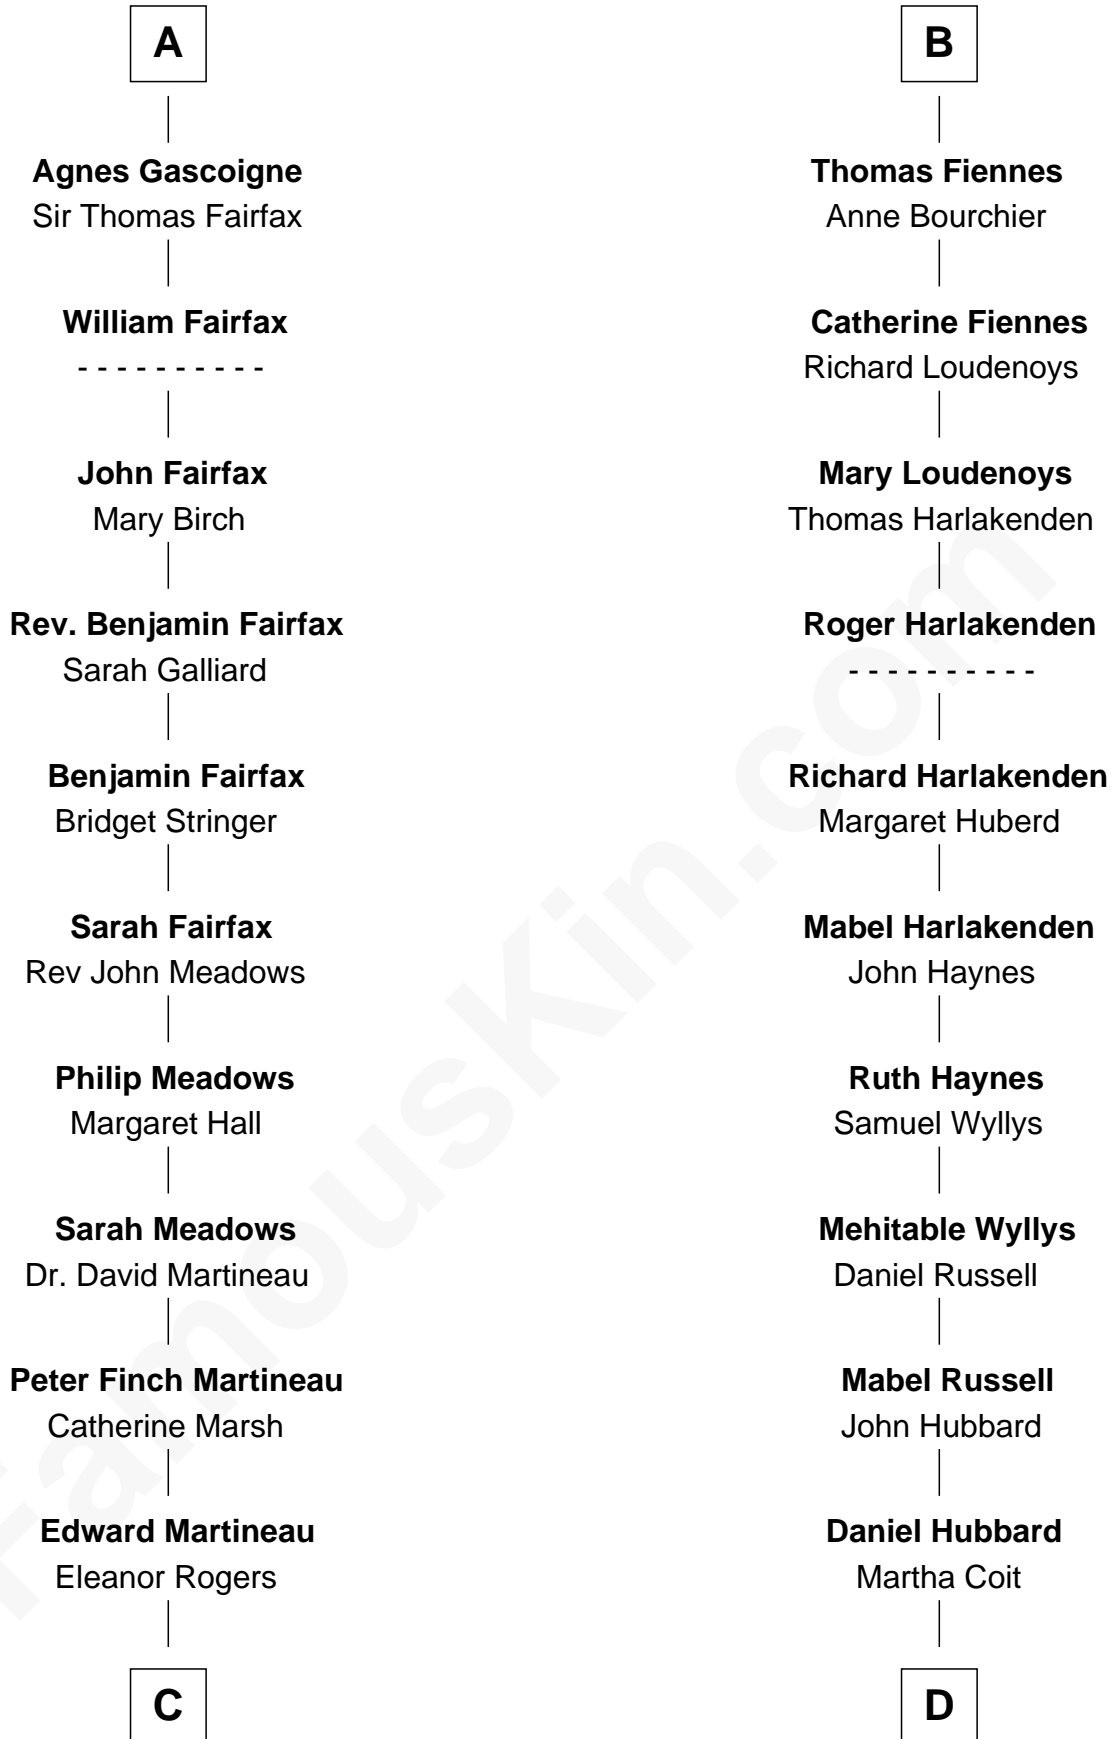 A
Agnes Gascoigne
Sir Thomas Fairfax
William Fairfax
- - - - - - - - - -
John Fairfax
Mary Birch
Rev. Benjamin Fairfax
Sarah Galliard
Benjamin Fairfax
Bridget Stringer
Sarah Fairfax
Rev John Meadows
Philip Meadows
Margaret Hall
Sarah Meadows
Dr. David Martineau
Peter Finch Martineau
Catherine Marsh
Edward Martineau
Eleanor Rogers
C
B
Thomas Fiennes
Anne Bourchier
Catherine Fiennes
Richard Loudenoys
Mary Loudenoys
Thomas Harlakenden
Roger Harlakenden
- - - - - - - - - -
Richard Harlakenden
Margaret Huberd
Mabel Harlakenden
John Haynes
Ruth Haynes
Samuel Wyllys
Mehitable Wyllys
Daniel Russell
Mabel Russell
John Hubbard
Daniel Hubbard
Martha Coit
D
FamousKin.com